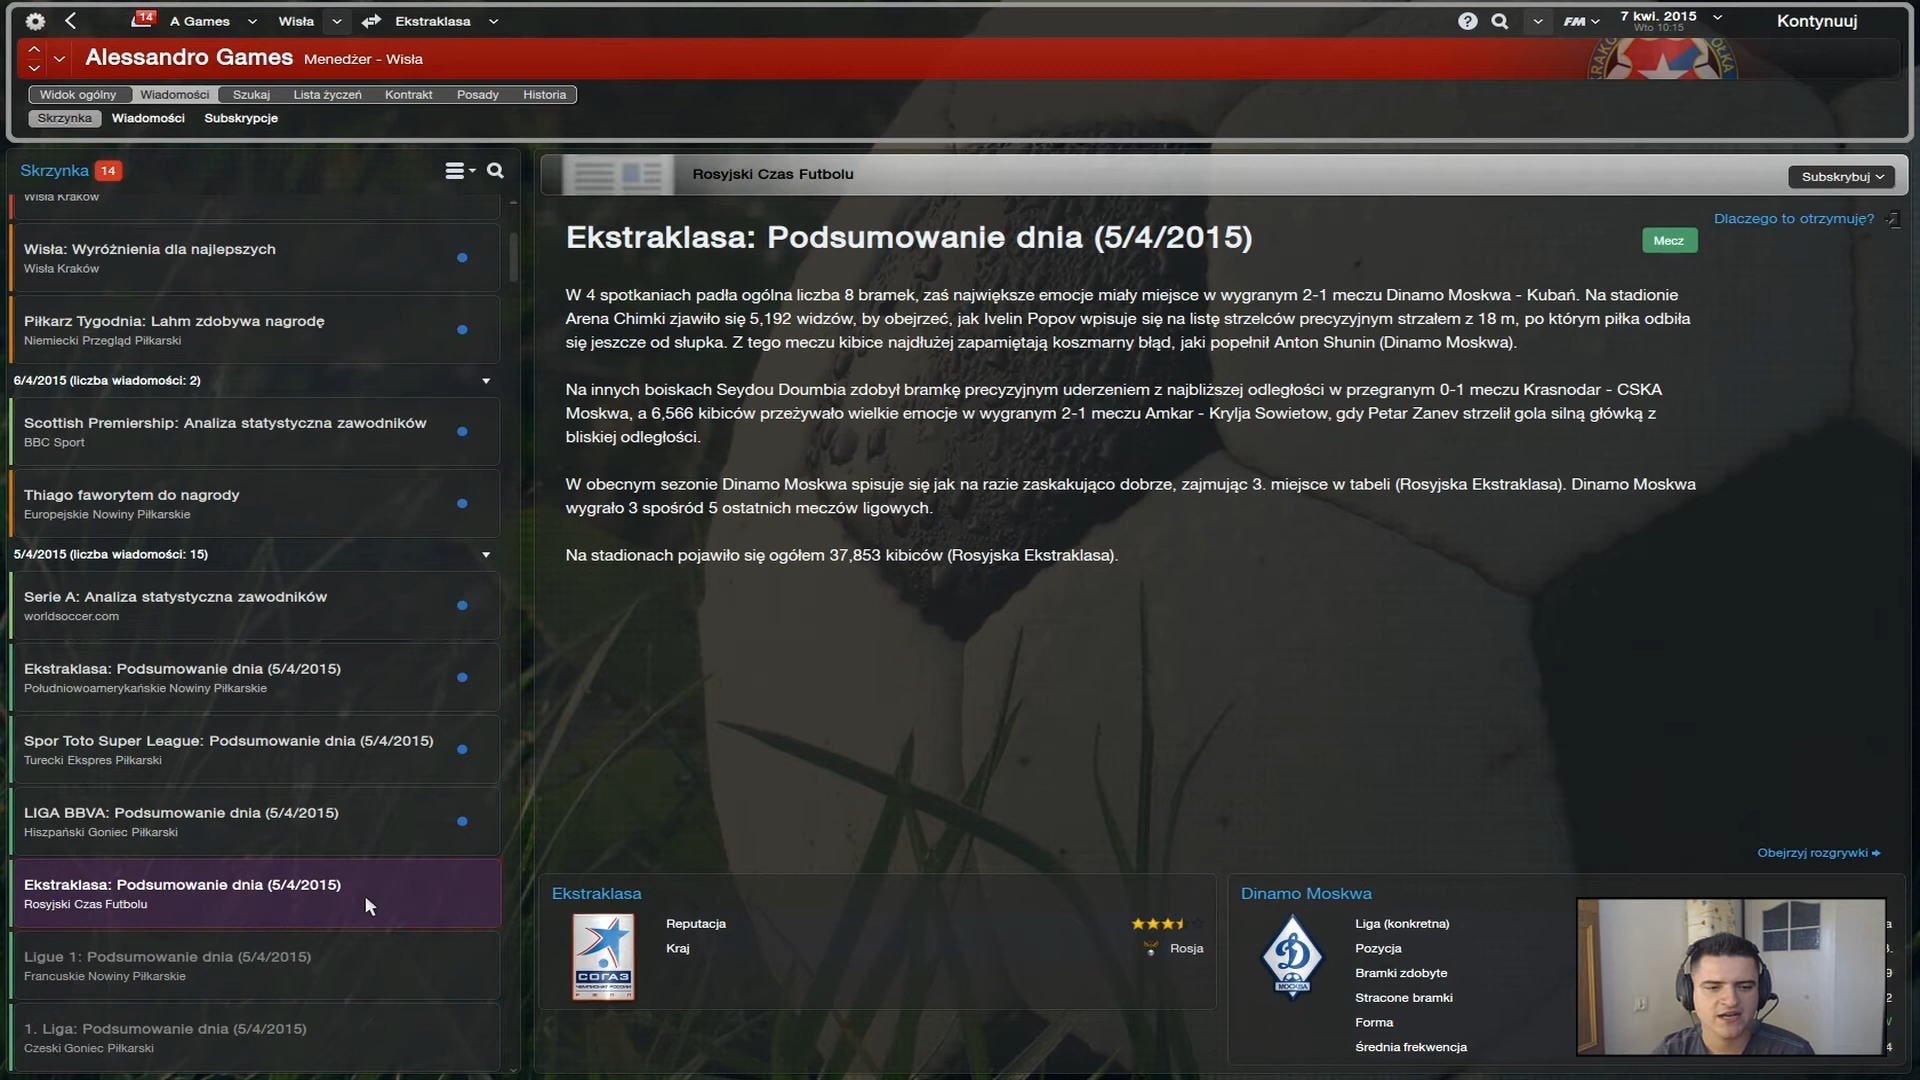 14
A Games
Wisła
Ekstraklasa
FM
7 kwi. 2015
Wto 10:15
Kontynuuj
Alessandro Games
Menedżer - Wisła
Widok ogólny
Wiadomości
Szukaj
Lista życzeń
Kontrakt
Posady
Historia
Skrzynka
Wiadomości
Subskrypcje
Skrzynka 14
Wisła Kraków
Wisła: Wyróżnienia dla najlepszych
Wisła Kraków
Piłkarz Tygodnia: Lahm zdobywa nagrodę
Niemiecki Przegląd Piłkarski
6/4/2015 (liczba wiadomości: 2)
Scottish Premiership: Analiza statystyczna zawodników
BBC Sport
Thiago faworytem do nagrody
Europejskie Nowiny Piłkarskie
5/4/2015 (liczba wiadomości: 15)
Serie A: Analiza statystyczna zawodników
worldsoccer.com
Ekstraklasa: Podsumowanie dnia (5/4/2015)
Południowoamerykańskie Nowiny Piłkarskie
Spor Toto Super League: Podsumowanie dnia (5/4/2015)
Turecki Ekspres Piłkarski
LIGA BBVA: Podsumowanie dnia (5/4/2015)
Hiszpański Goniec Piłkarski
Ekstraklasa: Podsumowanie dnia (5/4/2015)
Rosyjski Czas Futbolu
Ligue 1: Podsumowanie dnia (5/4/2015)
Francuskie Nowiny Piłkarskie
1. Liga: Podsumowanie dnia (5/4/2015)
Czeski Goniec Piłkarski
Rosyjski Czas Futbolu
Subskrybuj
Dlaczego to otrzymuję?
Ekstraklasa: Podsumowanie dnia (5/4/2015)
Mecz
W 4 spotkaniach padła ogólna liczba 8 bramek, zaś największe emocje miały miejsce w wygranym 2-1 meczu Dinamo Moskwa - Kubań. Na stadionie
Arena Chimki zjawiło się 5,192 widzów, by obejrzeć, jak Ivelin Popov wpisuje się na listę strzelców precyzyjnym strzałem z 18 m, po którym piłka odbiła
się jeszcze od słupka. Z tego meczu kibice najdłużej zapamiętają koszmarny błąd, jaki popełnił Anton Shunin (Dinamo Moskwa).
Na innych boiskach Seydou Doumbia zdobył bramkę precyzyjnym uderzeniem z najbliższej odległości w przegranym 0-1 meczu Krasnodar - CSKA
Moskwa, a 6,566 kibiców przeżywało wielkie emocje w wygranym 2-1 meczu Amkar - Krylja Sowietow, gdy Petar Zanev strzelił gola silną główką z
bliskiej odległości.
W obecnym sezonie Dinamo Moskwa spisuje się jak na razie zaskakująco dobrze, zajmując 3. miejsce w tabeli (Rosyjska Ekstraklasa). Dinamo Moskwa
wygrało 3 spośród 5 ostatnich meczów ligowych.
Na stadionach pojawiło się ogółem 37,853 kibiców (Rosyjska Ekstraklasa).
Obejrzyj rozgrywki
Ekstraklasa
СОГАЗ
Reputacja
Kraj
Rosja
Dinamo Moskwa
МОСКВА
Liga (konkretna)
Pozycja
Bramki zdobyte
Stracone bramki
Forma
Średnia frekwencja